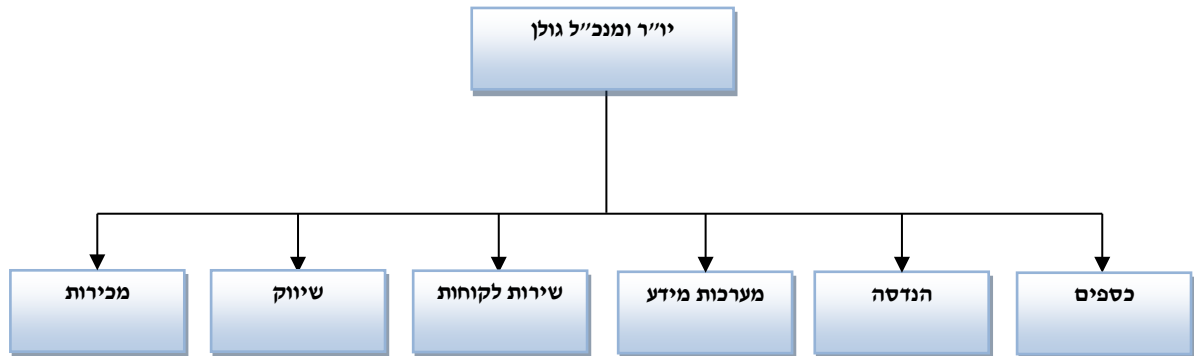 יו״ר ומנכ״ל גולן
כספים
הנדסה
מערכות מידע
שירות לקוחות
שיווק
מכירות